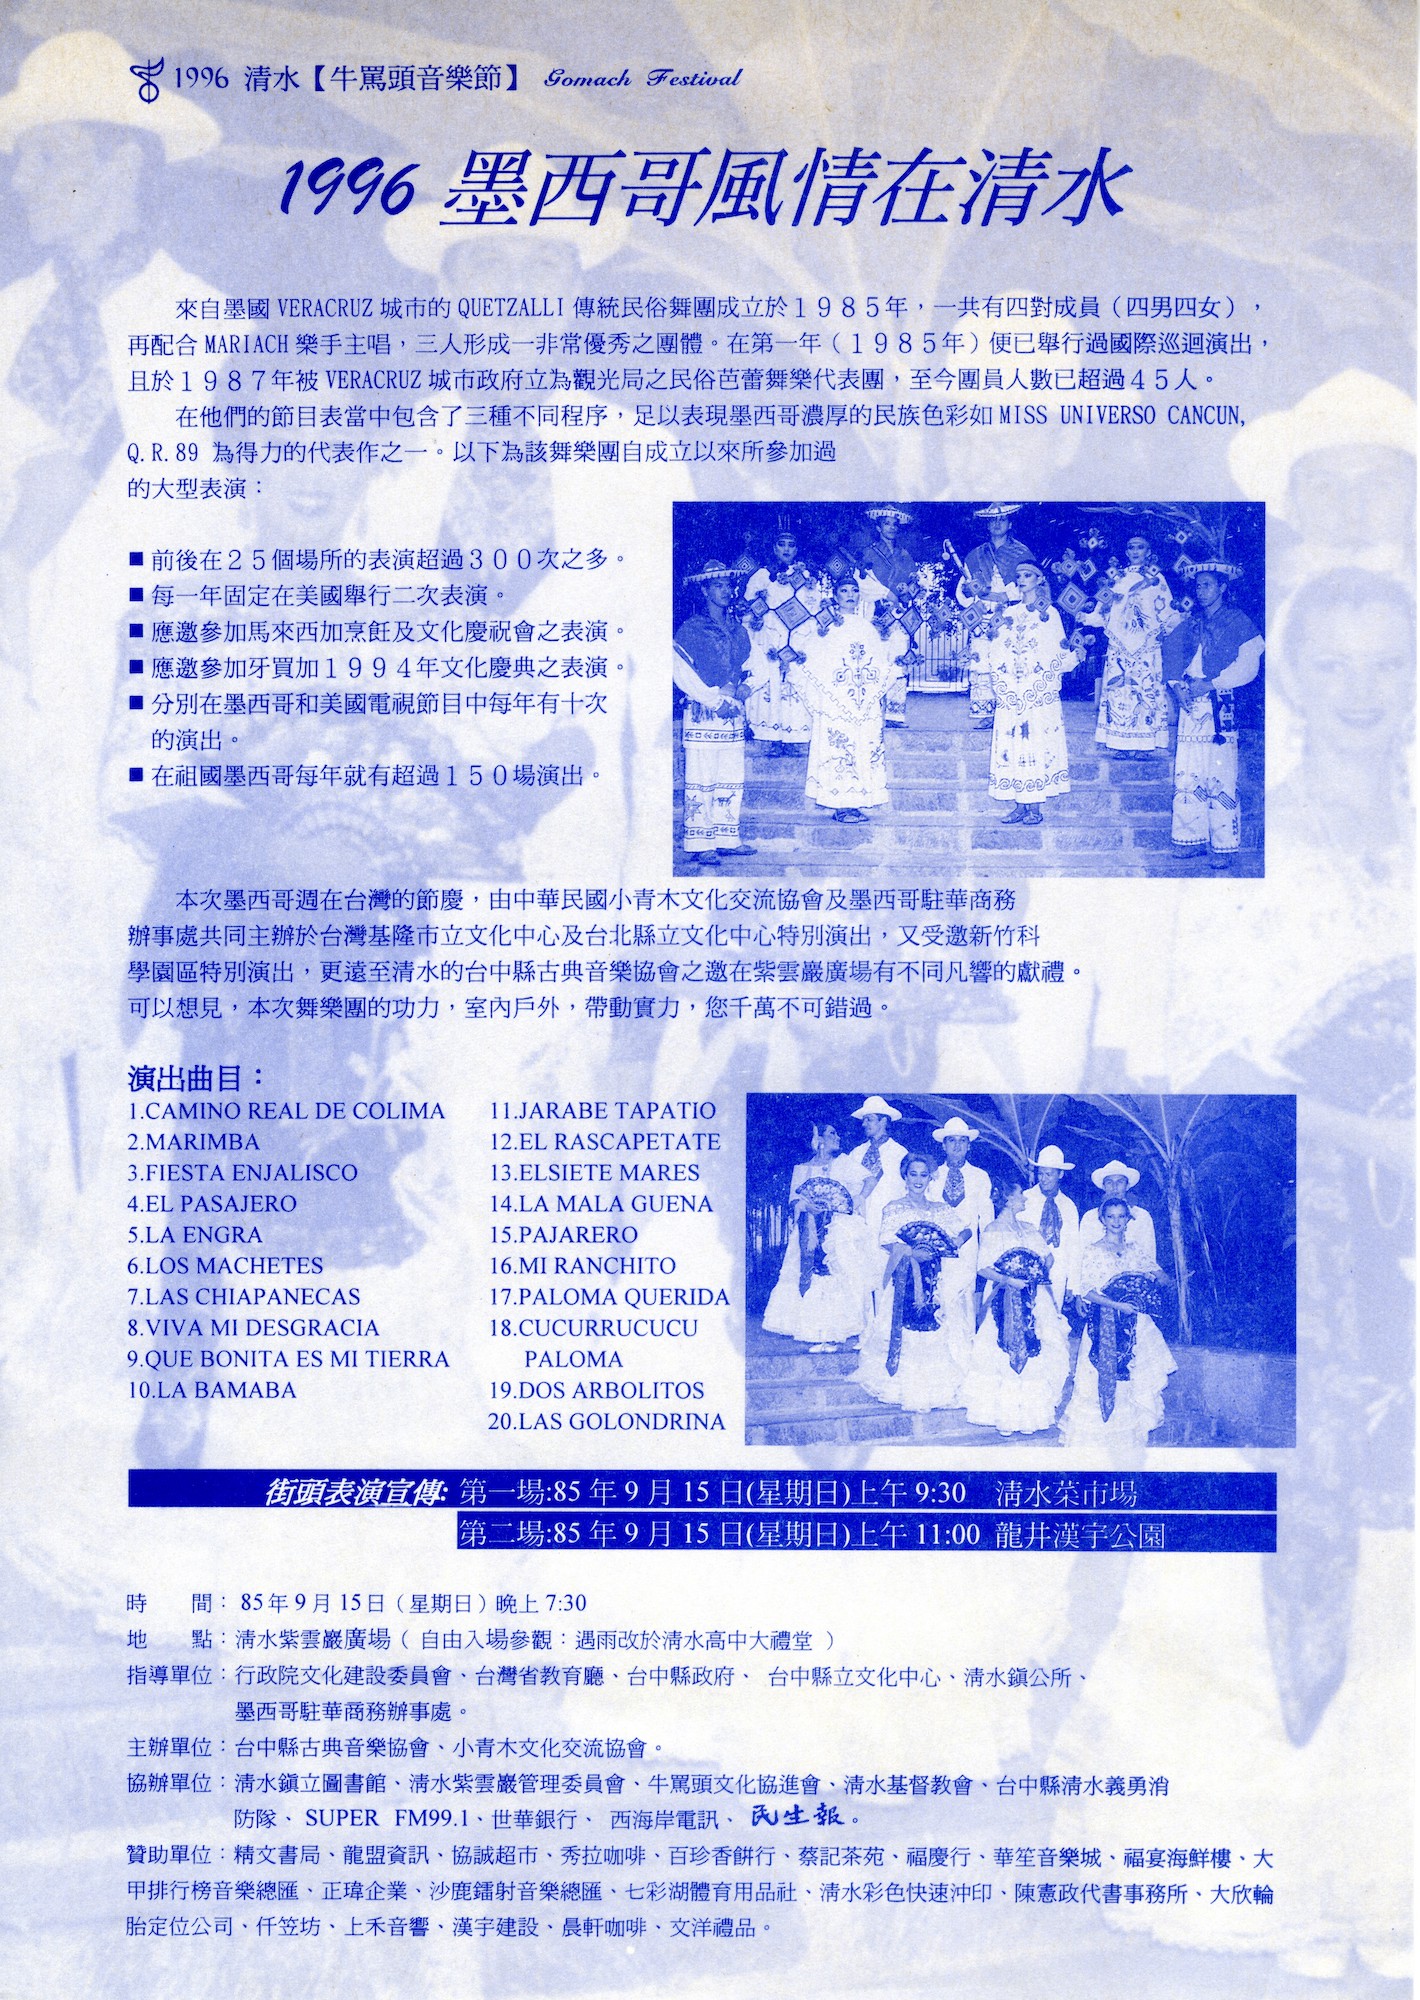 1996 清水【牛罵頭音樂節】 Gomach Festival
1996 墨西哥風情在清水
來自墨國 VERACRUZ 城市的 QUETZALLI 傳統民俗舞團成立於１９８５年，一共有四對成員（四男四女），
再配合 MARIACH 樂手主唱，三人形成一非常優秀之團體。在第一年（１９８５年）便已舉行過國際巡迴演出，
且於１９８７年被 VERACRUZ 城市政府立為觀光局之民俗芭蕾舞樂代表團，至今團員人數已超過４５人。
在他們的節目表當中包含了三種不同程序，足以表現墨西哥濃厚的民族色彩如 MISS UNIVERSO CANCUN,
Q.R.89 為得力的代表作之一。以下為該舞樂團自成立以來所參加過
的大型表演：
■ 前後在２５個場所的表演超過３００次之多。
■ 每一年固定在美國舉行二次表演。
■ 應邀參加馬來西加烹飪及文化慶祝會之表演。
■ 應邀參加牙買加１９９４年文化慶典之表演。
■ 分別在墨西哥和美國電視節目中每年有十次
的演出。
■ 在祖國墨西哥每年就有超過１５０場演出。
本次墨西哥週在台灣的節慶，由中華民國小青木文化交流協會及墨西哥駐華商務
辦事處共同主辦於台灣基隆市立文化中心及台北縣立文化中心特別演出，又受邀新竹科
學園區特別演出，更遠至清水的台中縣古典音樂協會之邀在紫雲巖廣場有不同凡響的獻禮。
可以想見，本次舞樂團的功力，室內戶外，帶動實力，您千萬不可錯過。
演出曲目：
1.CAMINO REAL DE COLIMA
2.MARIMBA
3.FIESTA ENJALISCO
4.EL PASAJERO
5.LA ENGRA
6.LOS MACHETES
7.LAS CHIAPANECAS
8.VIVA MI DESGRACIA
9.QUE BONITA ES MI TIERRA
10.LA BAMABA
11.JARABE TAPATIO
12.EL RASCAPETATE
13.ELSIETE MARES
14.LA MALA GUENA
15.PAJARERO
16.MI RANCHITO
17.PALOMA QUERIDA
18.CUCURRUCUCU
PALOMA
19.DOS ARBOLITOS
20.LAS GOLONDRINA
街頭表演宣傳: 第一場:85 年 9 月 15 日(星期日)上午 9:30 清水菜市場
第二場:85 年 9 月 15 日(星期日)上午 11:00 龍井漢宇公園
時　　間： 85 年 9 月 15 日（星期日）晚上 7:30
地　　點：清水紫雲巖廣場（ 自由入場參觀：遇雨改於清水高中大禮堂 ）
指導單位：行政院文化建設委員會、台灣省教育廳、台中縣政府、 台中縣立文化中心、清水鎮公所、
墨西哥駐華商務辦事處。
主辦單位：台中縣古典音樂協會、小青木文化交流協會。
協辦單位：清水鎮立圖書館、清水紫雲巖管理委員會、牛罵頭文化協進會、清水基督教會、台中縣清水義勇消
防隊、 SUPER FM99.1、世華銀行、 西海岸電訊、 民生報。
贊助單位：精文書局、龍盟資訊、協誠超市、秀拉咖啡、百珍香餅行、蔡記茶苑、福慶行、華笙音樂城、福宴海鮮樓、大
甲排行榜音樂總匯、正瑋企業、沙鹿鐳射音樂總匯、七彩湖體育用品社、清水彩色快速沖印、陳憲政代書事務所、大欣輪
胎定位公司、仟笠坊、上禾音響、漢宇建設、晨軒咖啡、文洋禮品。